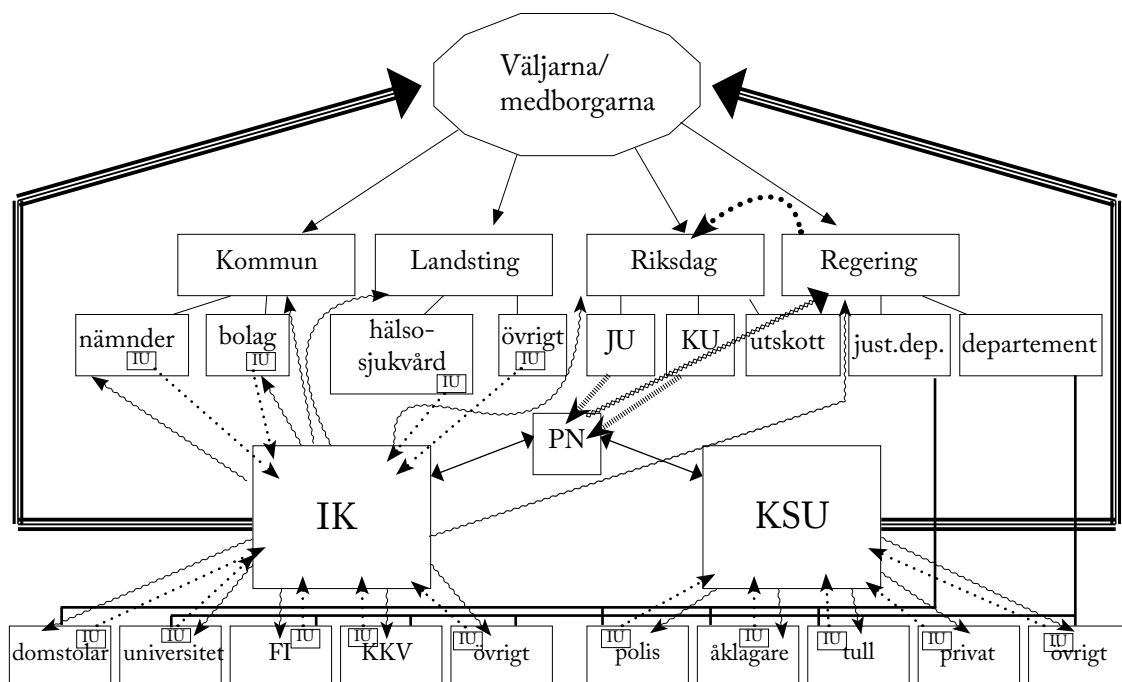 Väljarna/
medborgarna
Kommun
Landsting
Riksdag
Regering
nämnder
IU
bolag
IU
hälso-
sjukvård
IU
övrigt
IU
JU
KU
utskott
just.dep.
departement
PN
IK
KSU
domstolar
IU
universitet
IU
FI
IU
KKV
IU
övrigt
IU
polis
IU
åklagare
IU
tull
IU
privat
IU
övrigt
IU